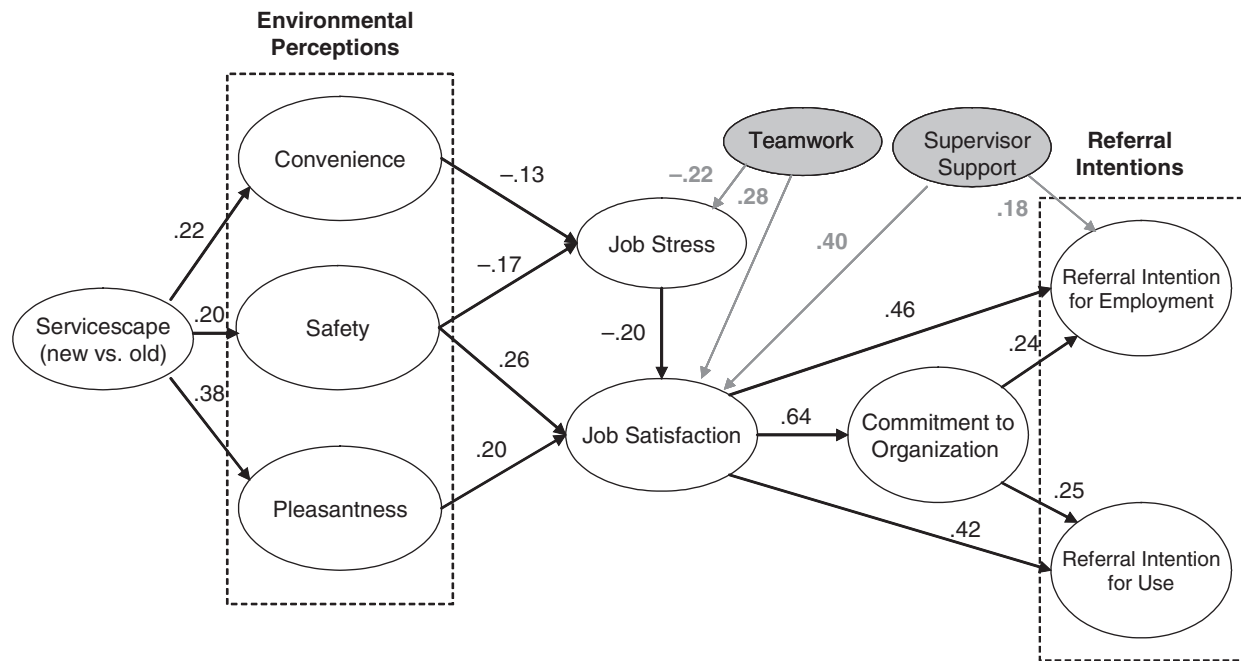 Environmental
Perceptions
Convenience
Teamwork
Supervisor
Support
Referral
Intentions
–.13
–.22
.28
.18
.22
Job Stress
.40
–.17
Referral Intention
for Employment
.20
Servicescape
(new vs. old)
Safety
–.20
.46
.24
.26
.38
Job Satisfaction
.64
Commitment to
Organization
.20
Pleasantness
.25
.42
Referral Intention
for Use